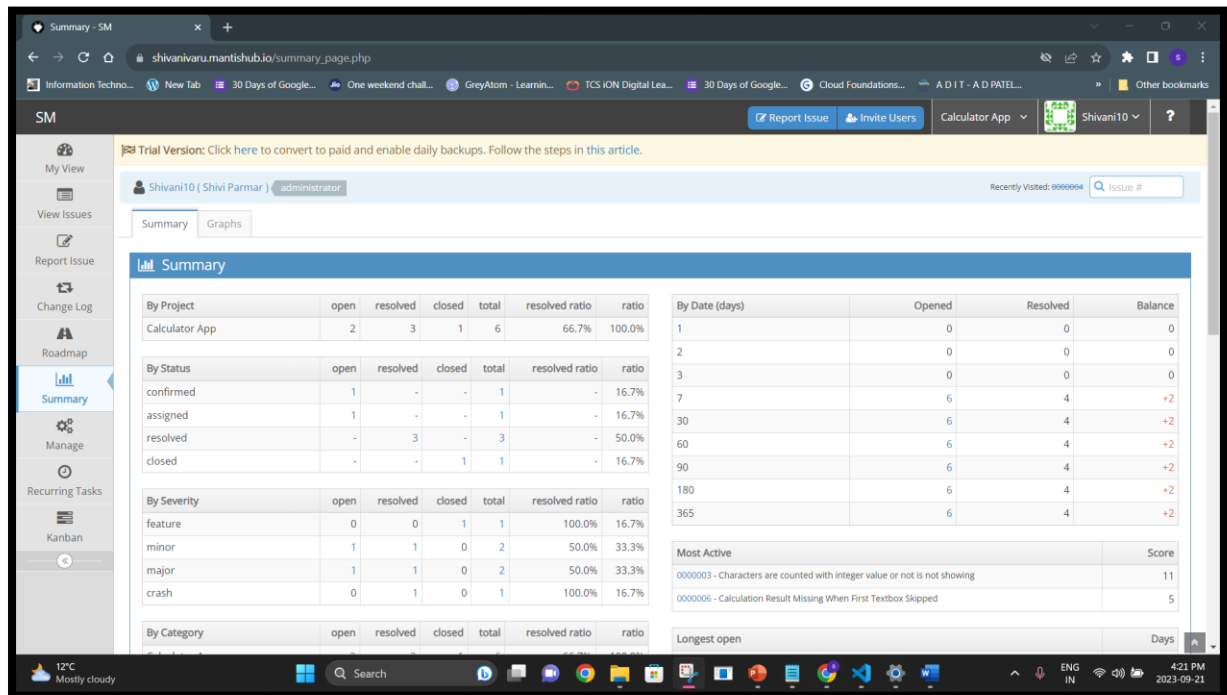 Summary - SM
shivanivaru.mantishub.io/summary_page.php
Information Techno... New Tab 30 Days of Google... One weekend chall... GreyAtom - Learnin... TCS iON Digital Lea... 30 Days of Google... Cloud Foundations... A D I T - A D PATEL... » Other bookmarks
SM Report Issue Invite Users Calculator App Shivani10 ?
Trial Version: Click here to convert to paid and enable daily backups. Follow the steps in this article.
Shivani10 ( Shivi Parmar ) administrator Recently Visited: 0000004 Issue #
My View
View Issues
Report Issue
Change Log
Roadmap
Summary
Manage
Recurring Tasks
Kanban
Summary Graphs
Summary
By Project open resolved closed total resolved ratio ratio
Calculator App 2 3 1 6 66.7% 100.0%
By Status open resolved closed total resolved ratio ratio
confirmed 1 - - 1 - 16.7%
assigned 1 - - 1 - 16.7%
resolved - 3 - 3 - 50.0%
closed - - 1 1 - 16.7%
By Severity open resolved closed total resolved ratio ratio
feature 0 0 1 1 100.0% 16.7%
minor 1 1 0 2 50.0% 33.3%
major 1 1 0 2 50.0% 33.3%
crash 0 1 0 1 100.0% 16.7%
By Category open resolved closed total resolved ratio ratio
By Date (days) Opened Resolved Balance
1 0 0 0
2 0 0 0
3 0 0 0
7 6 4 +2
30 6 4 +2
60 6 4 +2
90 6 4 +2
180 6 4 +2
365 6 4 +2
Most Active Score
0000003 - Characters are counted with integer value or not is not showing 11
0000006 - Calculation Result Missing When First Textbox Skipped 5
Longest open Days
12°C
Mostly cloudy
Search
ENG
IN
4:21 PM
2023-09-21